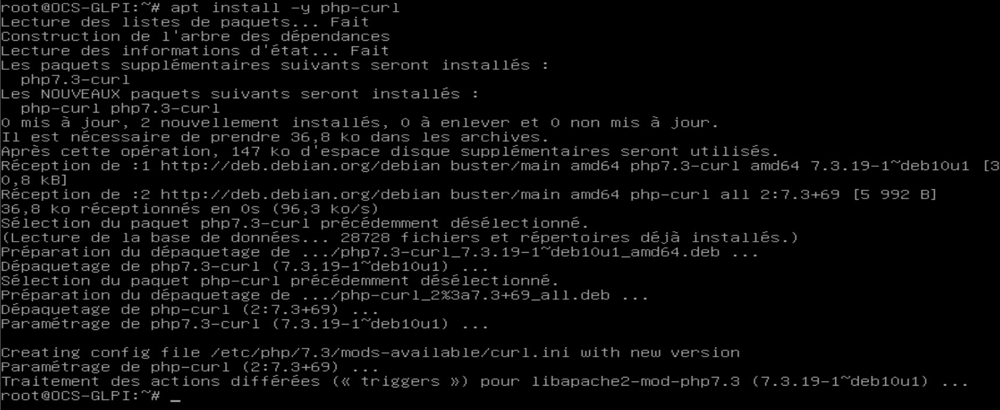 root@OCS-GLPI:~# apt install -y php-curl
Lecture des listes de paquets... Fait
Construction de l'arbre des dépendances
Lecture des informations d'état... Fait
Les paquets supplémentaires suivants seront installés :
  php7.3-curl
Les NOUVEAUX paquets suivants seront installés :
  php-curl php7.3-curl
0 mis à jour, 2 nouvellement installés, 0 à enlever et 0 non mis à jour.
Il est nécessaire de prendre 36,8 ko dans les archives.
Après cette opération, 147 ko d'espace disque supplémentaires seront utilisés.
Réception de :1 http://deb.debian.org/debian buster/main amd64 php7.3-curl amd64 7.3.19-1~deb10u1 [3
0,8 kB]
Réception de :2 http://deb.debian.org/debian buster/main amd64 php-curl all 2:7.3+69 [5 992 B]
36,8 ko réceptionnés en 0s (96,3 ko/s)
Sélection du paquet php7.3-curl précédemment désélectionné.
(Lecture de la base de données... 28728 fichiers et répertoires déjà installés.)
Préparation du dépaquetage de .../php7.3-curl_7.3.19-1~deb10u1_amd64.deb ...
Dépaquetage de php7.3-curl (7.3.19-1~deb10u1) ...
Sélection du paquet php-curl précédemment désélectionné.
Préparation du dépaquetage de .../php-curl_2%3a7.3+69_all.deb ...
Dépaquetage de php-curl (2:7.3+69) ...
Paramétrage de php7.3-curl (7.3.19-1~deb10u1) ...

Creating config file /etc/php/7.3/mods-available/curl.ini with new version
Paramétrage de php-curl (2:7.3+69) ...
Traitement des actions différées (« triggers ») pour libapache2-mod-php7.3 (7.3.19-1~deb10u1) ...
root@OCS-GLPI:~# _